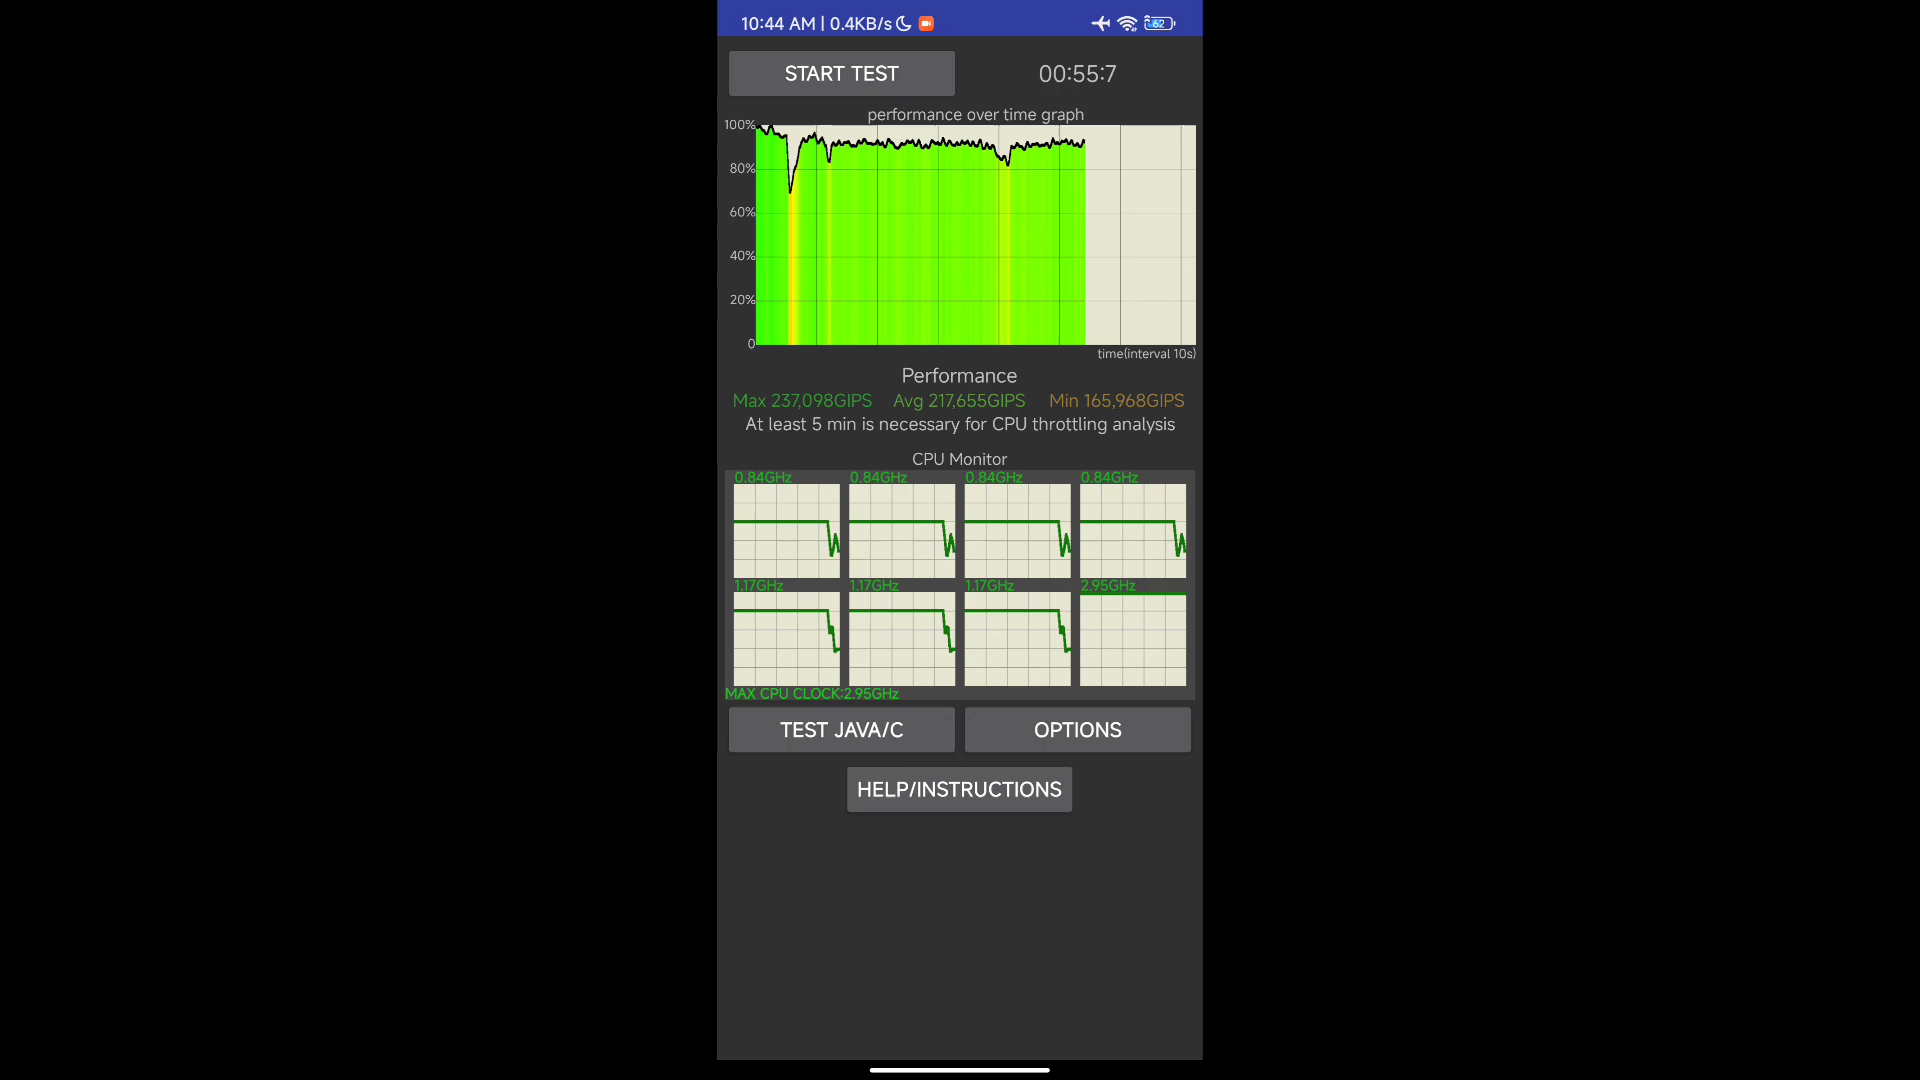 10:44 AM | 0.4KB/s 62
START TEST 00:55:7
performance over time graph
100%
80%
60%
40%
20%
0
time(interval 10s)
Performance
Max 237,098GIPS Avg 217,655GIPS Min 165,968GIPS
At least 5 min is necessary for CPU throttling analysis
CPU Monitor
0.84GHz 0.84GHz 0.84GHz 0.84GHz
1.17GHz 1.17GHz 1.17GHz 2.95GHz
MAX CPU CLOCK:2.95GHz
TEST JAVA/C OPTIONS
HELP/INSTRUCTIONS